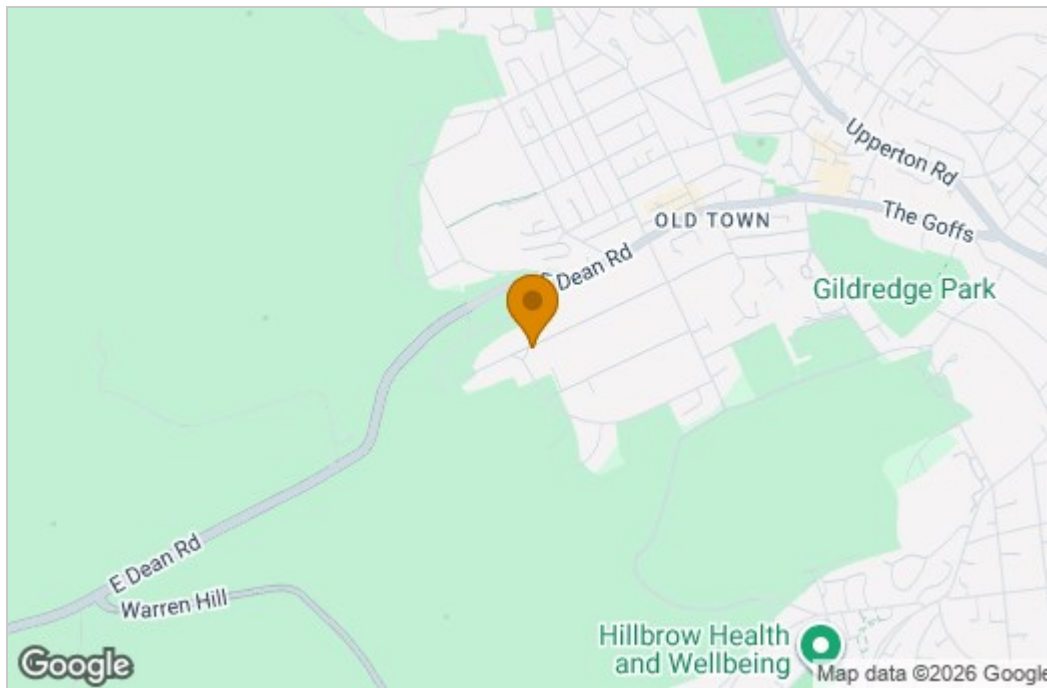 Upperton Rd
The Goffs
OLD TOWN
Dean Rd
Gildredge Park
E Dean Rd
Warren Hill
Hillbrow Health
and Wellbeing
Google
Map data ©2026 Google